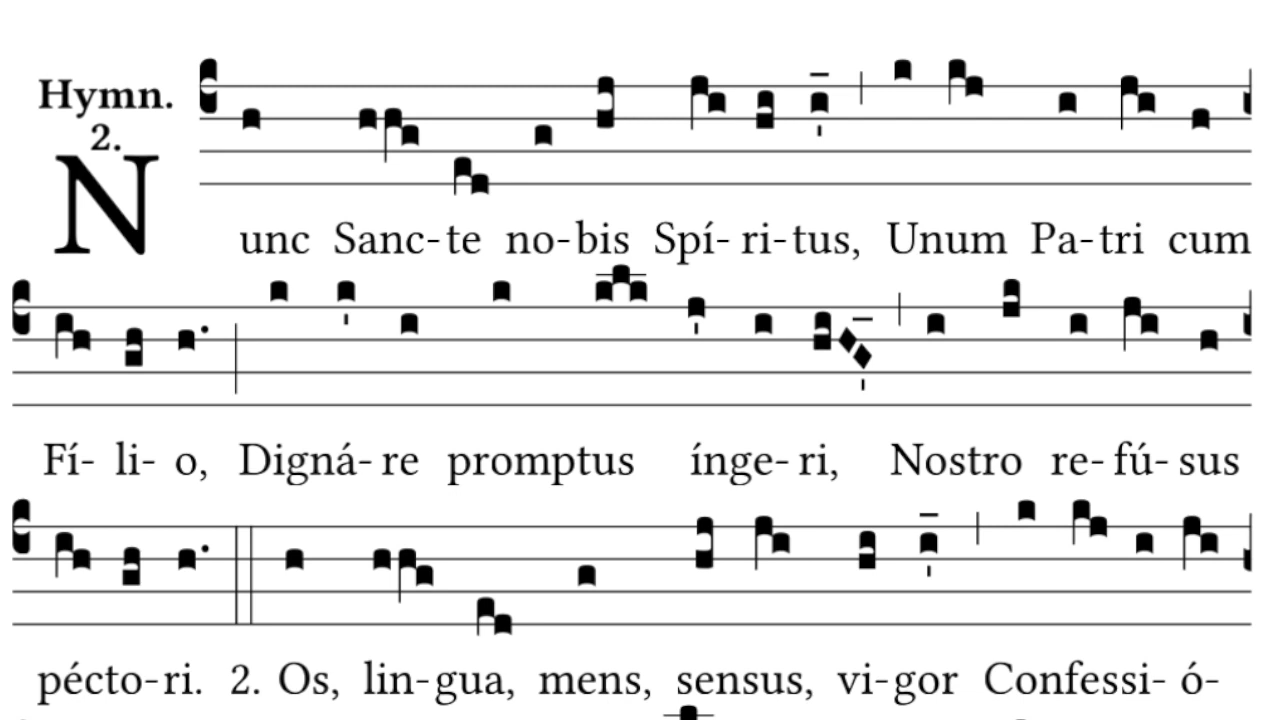 Hymn.
2.
Nunc Sanc-te no-bis Spí-ri-tus, Unum Pa-tri cum
Fí-li-o, Digná-re promptus ínge-ri, Nostro re-fú-sus
pécto-ri. 2. Os, lin-gua, mens, sensus, vi-gor Confessi-ó-